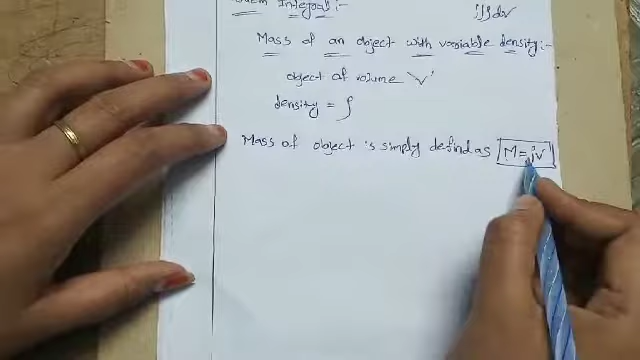 Integral:-
∫∫∫dv
Mass of an object with variable density:-
object of volume 'V'
density = ρ
Mass of object is simply defind as M = ρv